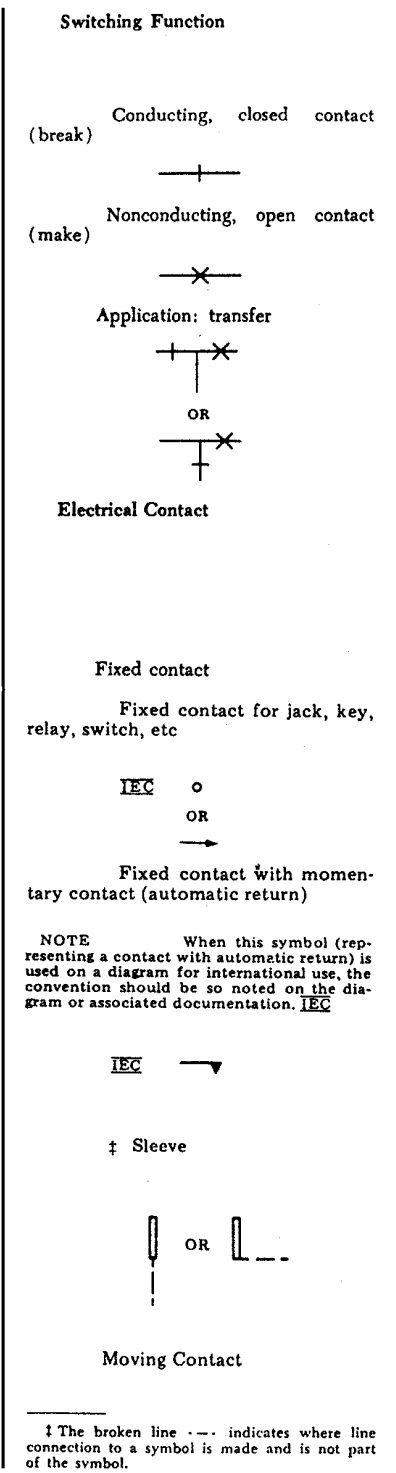 Switching Function
Conducting, closed contact
(break)
Nonconducting, open contact
(make)
Application: transfer
OR
Electrical Contact
Fixed contact
Fixed contact for jack, key,
relay, switch, etc
IEC
OR
Fixed contact with momen-
tary contact (automatic return)
NOTE When this symbol (rep-
resenting a contact with automatic return) is
used on a diagram for international use, the
convention should be so noted on the dia-
gram or associated documentation. IEC
IEC
‡ Sleeve
OR
Moving Contact
‡ The broken line · — · indicates where line
connection to a symbol is made and is not part
of the symbol.